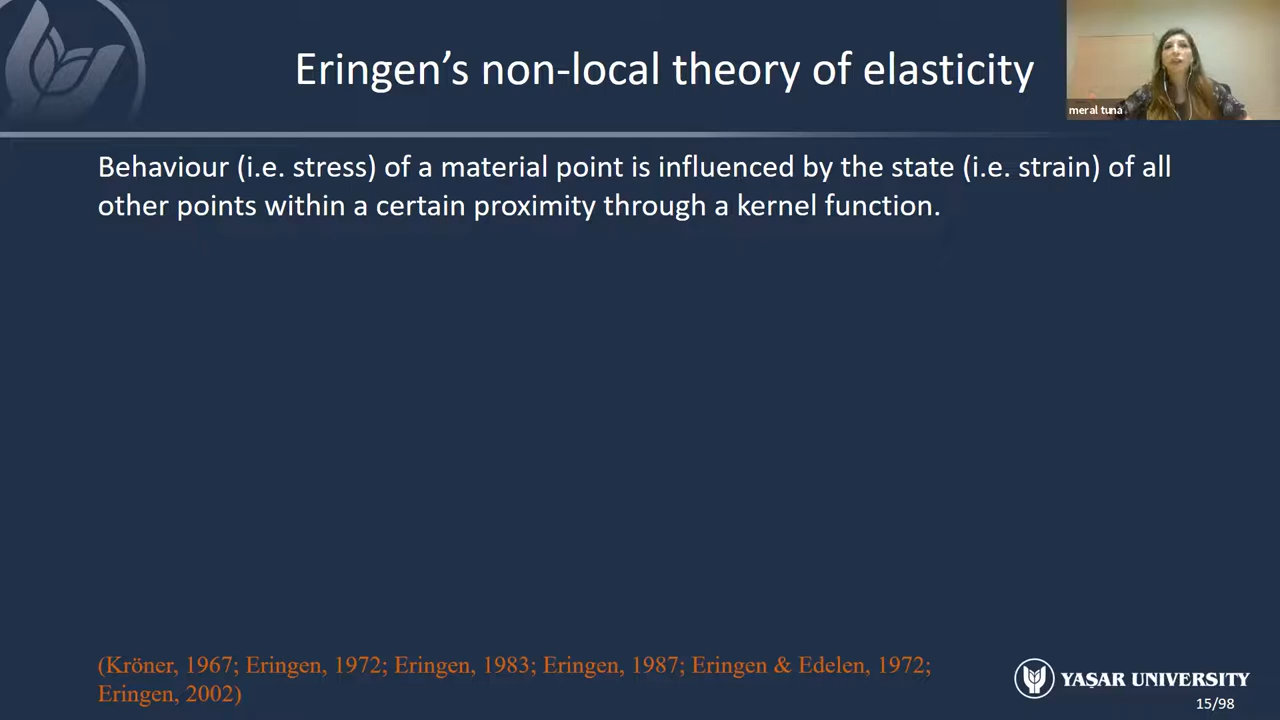 Eringen's non-local theory of elasticity
meral tuna
Behaviour (i.e. stress) of a material point is influenced by the state (i.e. strain) of all
other points within a certain proximity through a kernel function.
(Kröner, 1967; Eringen, 1972; Eringen, 1983; Eringen, 1987; Eringen & Edelen, 1972;
Eringen, 2002)
YAŞAR UNIVERSITY
15/98